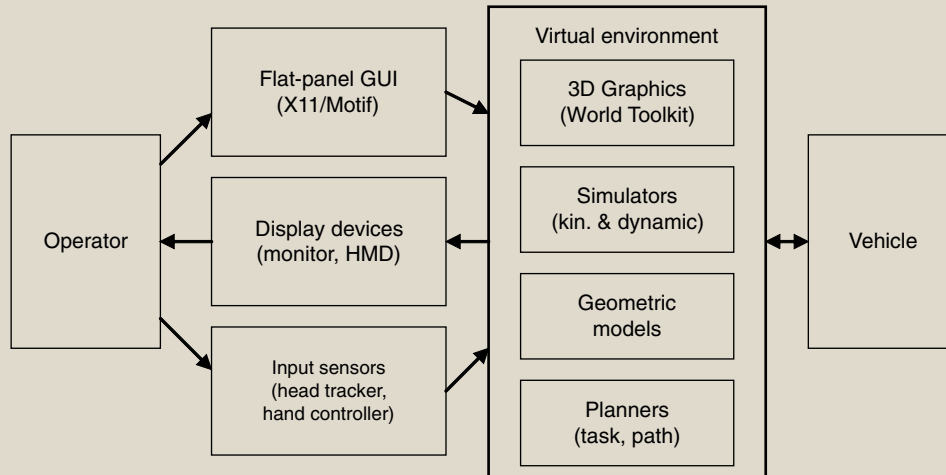 Operator
Flat-panel GUI
(X11/Motif)
Display devices
(monitor, HMD)
Input sensors
(head tracker,
hand controller)
Virtual environment
3D Graphics
(World Toolkit)
Simulators
(kin. & dynamic)
Geometric
models
Planners
(task, path)
Vehicle